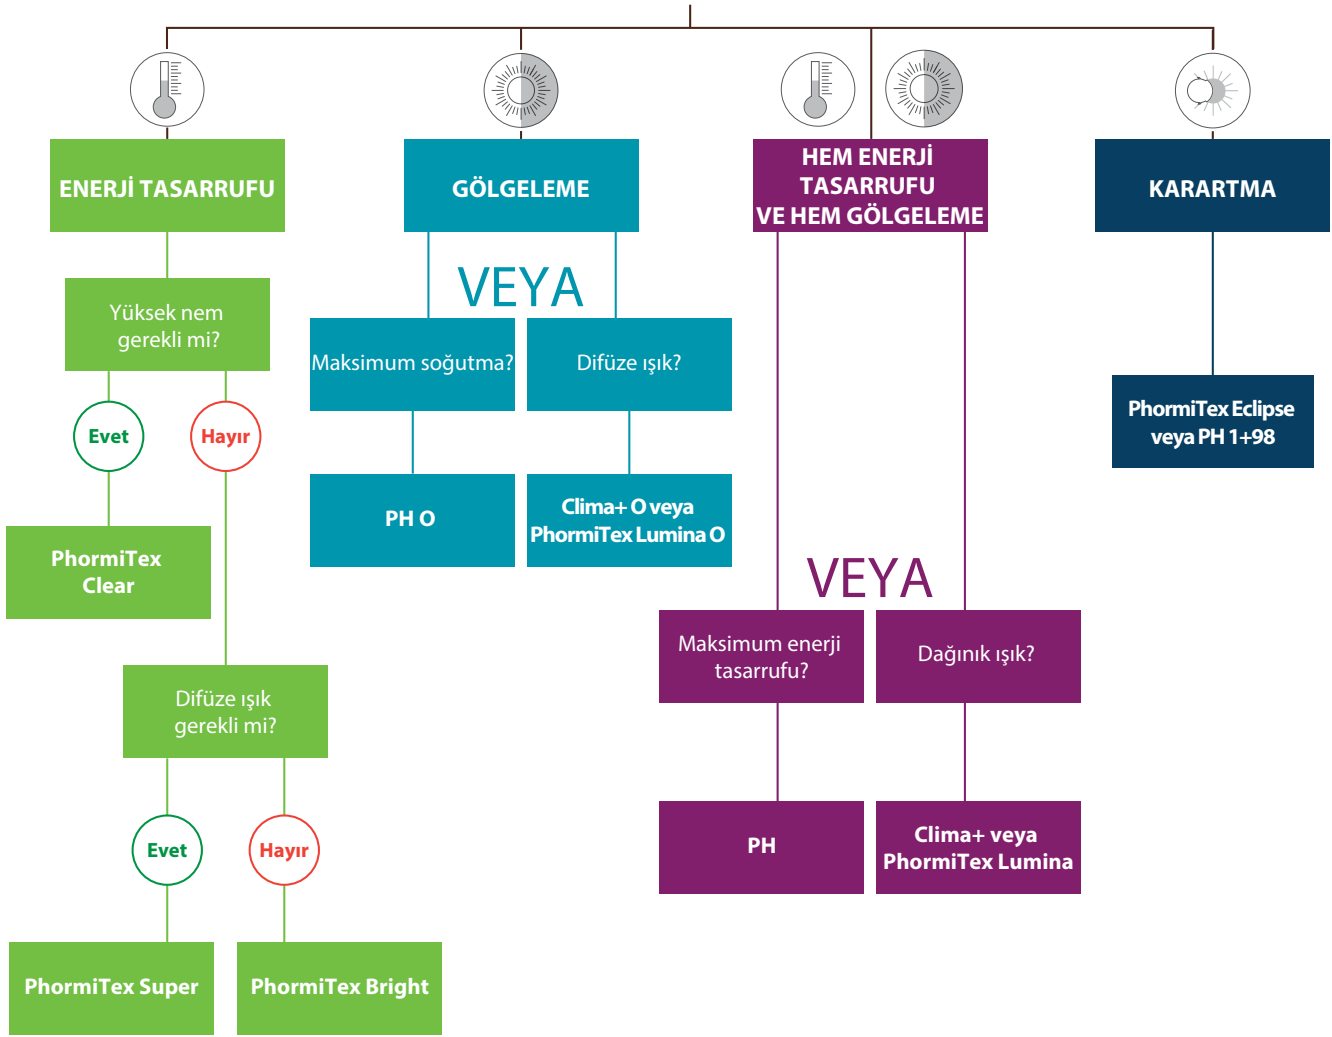 ENERJİ TASARRUFU
Yüksek nem
gerekli mi?
Evet
Hayır
PhormiTex
Clear
Difüze ışık
gerekli mi?
Evet
Hayır
PhormiTex Super
PhormiTex Bright
GÖLGELEME
VEYA
Maksimum soğutma?
Difüze ışık?
PH O
Clima+ O veya
PhormiTex Lumina O
HEM ENERJİ
TASARRUFU
VE HEM GÖLGELEME
VEYA
Maksimum enerji
tasarrufu?
Dağınık ışık?
PH
Clima+ veya
PhormiTex Lumina
KARARTMA
PhormiTex Eclipse
veya PH 1+98